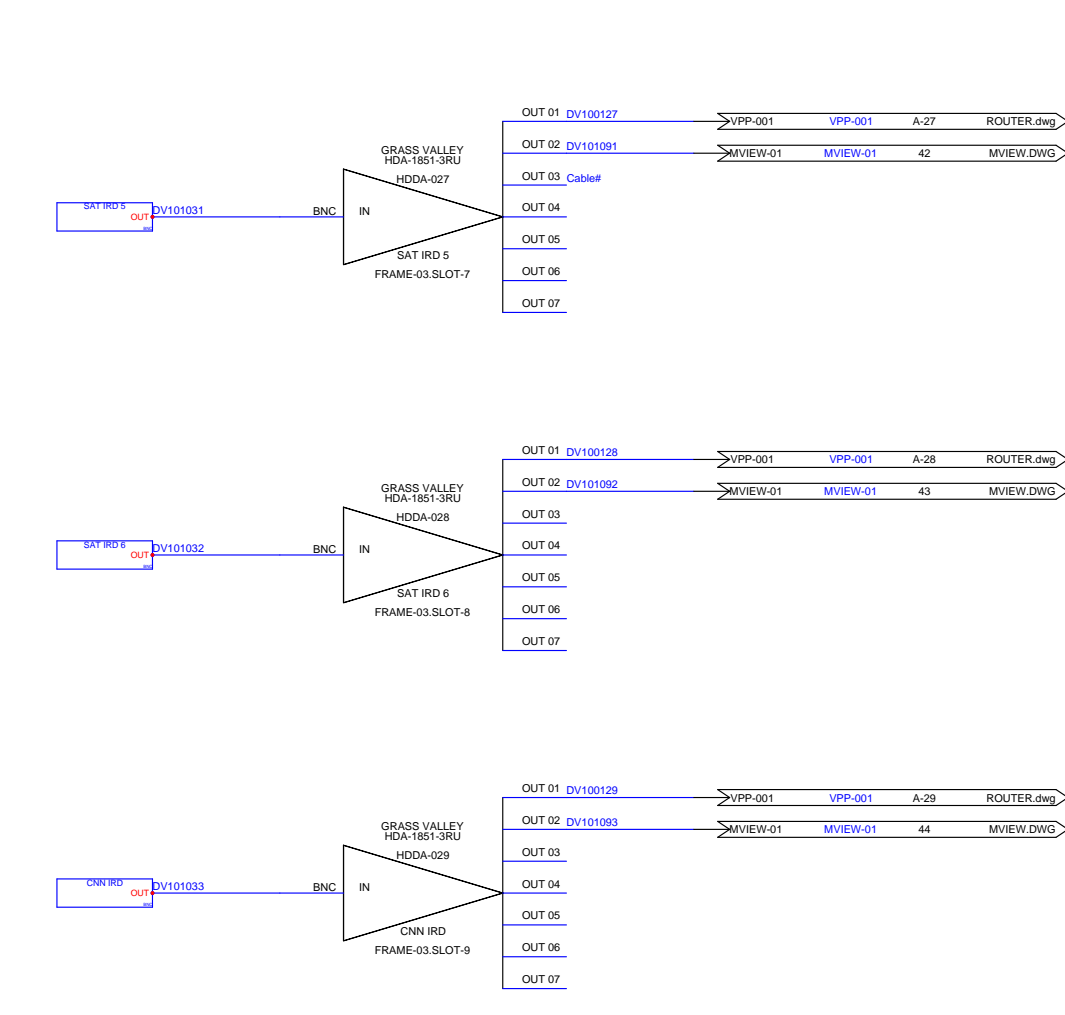 OUT 01 DV100127 VPP-001 VPP-001 A-27 ROUTER.dwg
OUT 02 DV101091 MVIEW-01 MVIEW-01 42 MVIEW.DWG
GRASS VALLEY
HDA-1851-3RU
HDDA-027
OUT 03 Cable#
SAT IRD 5
OUT
BNC
DV101031
BNC IN
OUT 04
OUT 05
SAT IRD 5
FRAME-03.SLOT-7
OUT 06
OUT 07
OUT 01 DV100128 VPP-001 VPP-001 A-28 ROUTER.dwg
OUT 02 DV101092 MVIEW-01 MVIEW-01 43 MVIEW.DWG
GRASS VALLEY
HDA-1851-3RU
HDDA-028
OUT 03
SAT IRD 6
OUT
BNC
DV101032
BNC IN
OUT 04
OUT 05
SAT IRD 6
FRAME-03.SLOT-8
OUT 06
OUT 07
OUT 01 DV100129 VPP-001 VPP-001 A-29 ROUTER.dwg
OUT 02 DV101093 MVIEW-01 MVIEW-01 44 MVIEW.DWG
GRASS VALLEY
HDA-1851-3RU
HDDA-029
OUT 03
CNN IRD
OUT
BNC
DV101033
BNC IN
OUT 04
OUT 05
CNN IRD
FRAME-03.SLOT-9
OUT 06
OUT 07